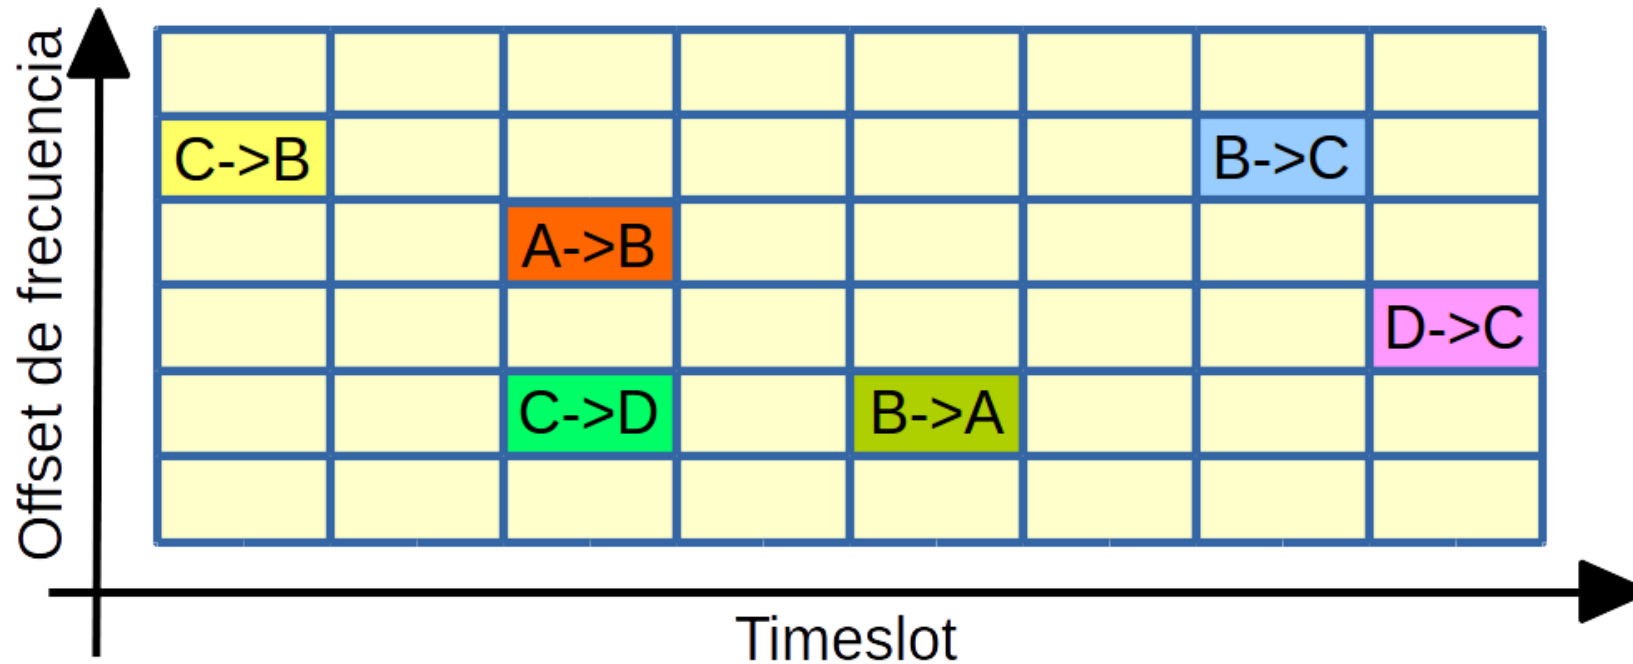 Offset de frecuencia
C->B
B->C
A->B
D->C
C->D
B->A
Timeslot